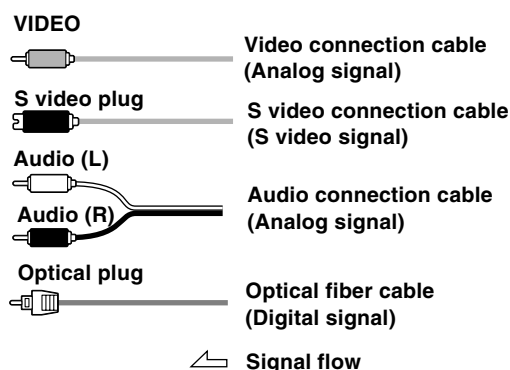 VIDEO
Video connection cable
(Analog signal)
S video plug
S video connection cable
(S video signal)
Audio (L)
Audio (R)
Audio connection cable
(Analog signal)
Optical plug
Optical fiber cable
(Digital signal)
Signal flow